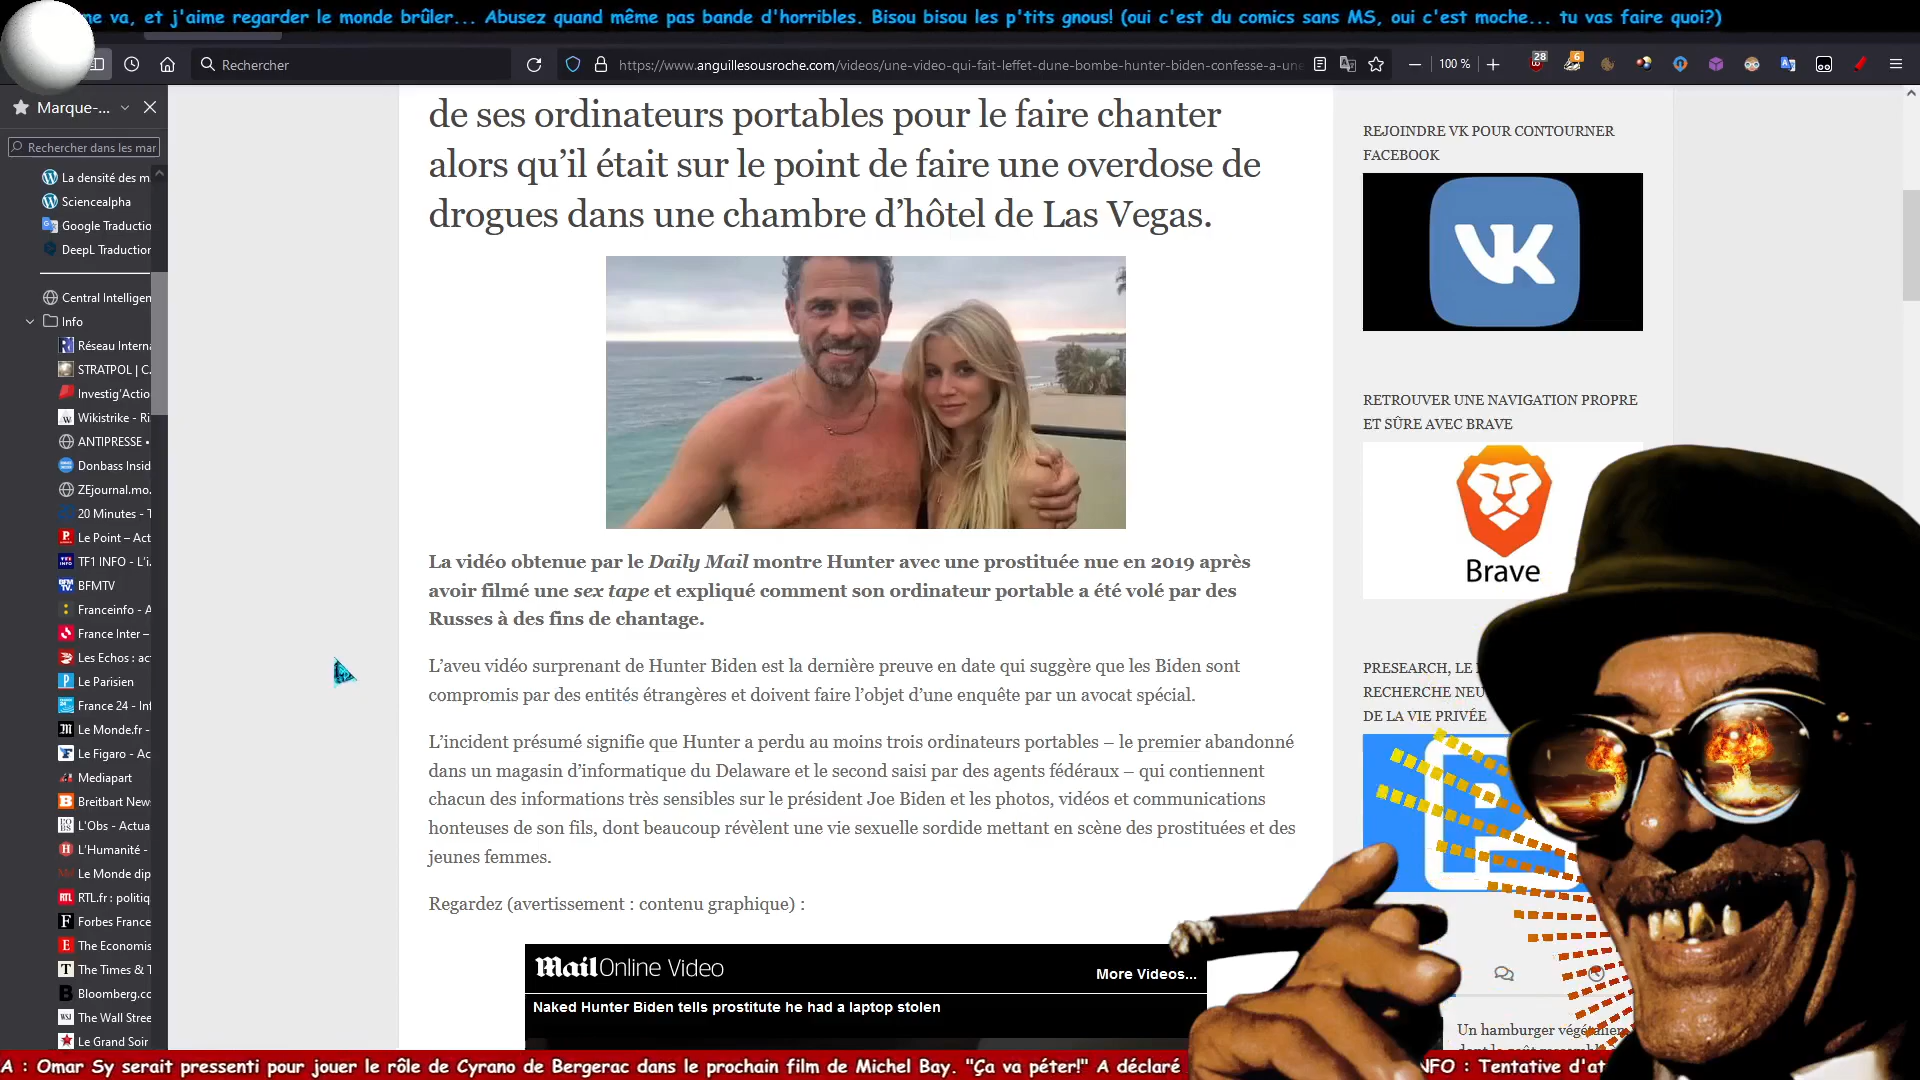 ne va, et j'aime regarder le monde brûler... Abusez quand même pas bande d'horribles. Bisou bisou les p'tits gnous! (oui c'est du comics sans MS, oui c'est moche... tu vas faire quoi?)
Rechercher
https://www.anguillesousroche.com/videos/une-video-qui-fait-leffet-dune-bombe-hunter-biden-confesse-a-une
100 %
28
6
Marque-...
Rechercher dans les mar
La densité des m
Sciencealpha
Google Traductio
DeepL Traduction
Central Intelligen
Info
Réseau Interna
STRATPOL | C.
Investig'Actio
Wikistrike - Ri
ANTIPRESSE •
Donbass Insid
ZEjournal.mo.
20 Minutes - T
Le Point – Act
TF1 INFO - L'i.
BFMTV
Franceinfo - A
France Inter –
Les Echos : ac
Le Parisien
France 24 - Inf
Le Monde.fr -
Le Figaro - Ac
Mediapart
Breitbart New
L'Obs - Actua
L'Humanité -
Le Monde dip
RTL.fr : politiq
Forbes France
The Economis
The Times & T
Bloomberg.co
The Wall Stree
Le Grand Soir
de ses ordinateurs portables pour le faire chanter
alors qu’il était sur le point de faire une overdose de
drogues dans une chambre d’hôtel de Las Vegas.
La vidéo obtenue par le Daily Mail montre Hunter avec une prostituée nue en 2019 après
avoir filmé une sex tape et expliqué comment son ordinateur portable a été volé par des
Russes à des fins de chantage.
L’aveu vidéo surprenant de Hunter Biden est la dernière preuve en date qui suggère que les Biden sont
compromis par des entités étrangères et doivent faire l’objet d’une enquête par un avocat spécial.
L’incident présumé signifie que Hunter a perdu au moins trois ordinateurs portables – le premier abandonné
dans un magasin d’informatique du Delaware et le second saisi par des agents fédéraux – qui contiennent
chacun des informations très sensibles sur le président Joe Biden et les photos, vidéos et communications
honteuses de son fils, dont beaucoup révèlent une vie sexuelle sordide mettant en scène des prostituées et des
jeunes femmes.
Regardez (avertissement : contenu graphique) :
Mail Online Video
More Videos...
Naked Hunter Biden tells prostitute he had a laptop stolen
REJOINDRE VK POUR CONTOURNER
FACEBOOK
RETROUVER UNE NAVIGATION PROPRE
ET SÛRE AVEC BRAVE
Brave
PRESEARCH, LE
RECHERCHE NEU
DE LA VIE PRIVÉE
Un hamburger végétalien
A : Omar Sy serait pressenti pour jouer le rôle de Cyrano de Bergerac dans le prochain film de Michel Bay. "Ça va péter!" A déclaré
NFO : Tentative d'at